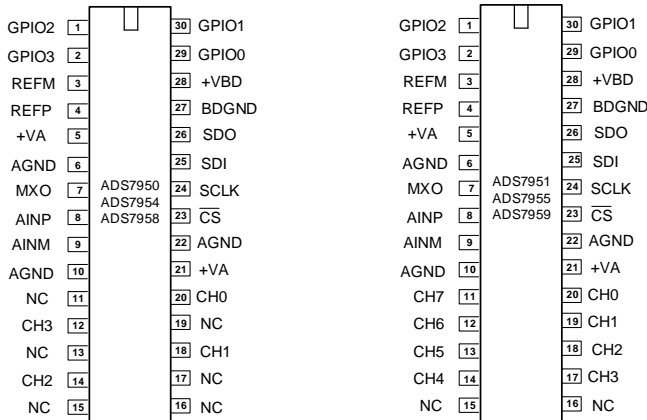 GPIO2 1 30 GPIO1
GPIO3 2 29 GPIO0
REFM 3 28 +VBD
REFP 4 27 BDGND
+VA 5 26 SDO
AGND 6 25 SDI
MXO 7 ADS7950 24 SCLK
ADS7954
AINP 8 ADS7958 23 CS
AINM 9 22 AGND
AGND 10 21 +VA
NC 11 20 CH0
CH3 12 19 NC
NC 13 18 CH1
CH2 14 17 NC
NC 15 16 NC
GPIO2 1 30 GPIO1
GPIO3 2 29 GPIO0
REFM 3 28 +VBD
REFP 4 27 BDGND
+VA 5 26 SDO
AGND 6 25 SDI
MXO 7 ADS7951 24 SCLK
ADS7955
AINP 8 ADS7959 23 CS
AINM 9 22 AGND
AGND 10 21 +VA
CH7 11 20 CH0
CH6 12 19 CH1
CH5 13 18 CH2
CH4 14 17 CH3
NC 15 16 NC